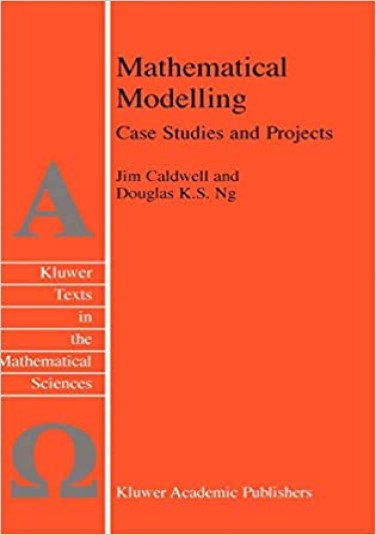 Mathematical
Modelling
Case Studies and Projects
Jim Caldwell and
Douglas K.S. Ng
A
Kluwer
Texts
in
the
Mathematical
Sciences
Ω
Kluwer Academic Publishers